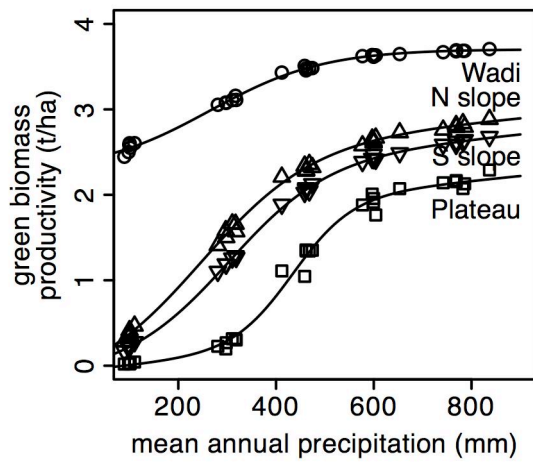 green biomass
productivity (t/ha)
4
3
2
1
0
Wadi
N slope
S slope
Plateau
200
400
600
800
mean annual precipitation (mm)